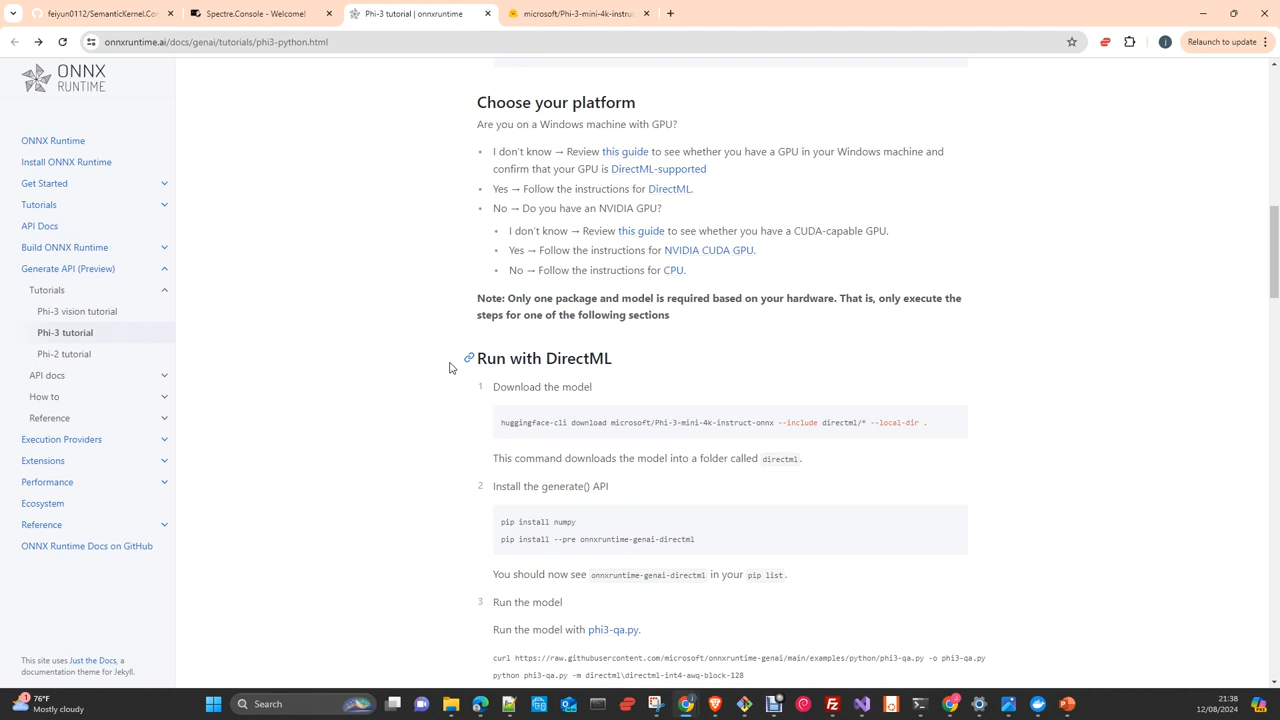 feiyun0112/SemanticKernel.Con
Spectre.Console - Welcome!
Phi-3 tutorial | onnxruntime
microsoft/Phi-3-mini-4k-instruc
onnxruntime.ai/docs/genai/tutorials/phi3-python.html
Relaunch to update
ONNX
RUNTIME
ONNX Runtime
Install ONNX Runtime
Get Started
Tutorials
API Docs
Build ONNX Runtime
Generate API (Preview)
Tutorials
Phi-3 vision tutorial
Phi-3 tutorial
Phi-2 tutorial
API docs
How to
Reference
Execution Providers
Extensions
Performance
Ecosystem
Reference
ONNX Runtime Docs on GitHub
This site uses Just the Docs, a
documentation theme for Jekyll.
Choose your platform
Are you on a Windows machine with GPU?
• I don't know → Review this guide to see whether you have a GPU in your Windows machine and
confirm that your GPU is DirectML-supported
• Yes → Follow the instructions for DirectML.
• No → Do you have an NVIDIA GPU?
• I don't know → Review this guide to see whether you have a CUDA-capable GPU.
• Yes → Follow the instructions for NVIDIA CUDA GPU.
• No → Follow the instructions for CPU.
Note: Only one package and model is required based on your hardware. That is, only execute the
steps for one of the following sections
Run with DirectML
1 Download the model
huggingface-cli download microsoft/Phi-3-mini-4k-instruct-onnx --include directml/* --local-dir .
This command downloads the model into a folder called directml.
2 Install the generate() API
pip install numpy
pip install --pre onnxruntime-genai-directml
You should now see onnxruntime-genai-directml in your pip list.
3 Run the model
Run the model with phi3-qa.py.
curl https://raw.githubusercontent.com/microsoft/onnxruntime-genai/main/examples/python/phi3-qa.py -o phi3-qa.py
python phi3-qa.py -m directml\directml-int4-awq-block-128
76°F
Mostly cloudy
Search
21:38
12/08/2024